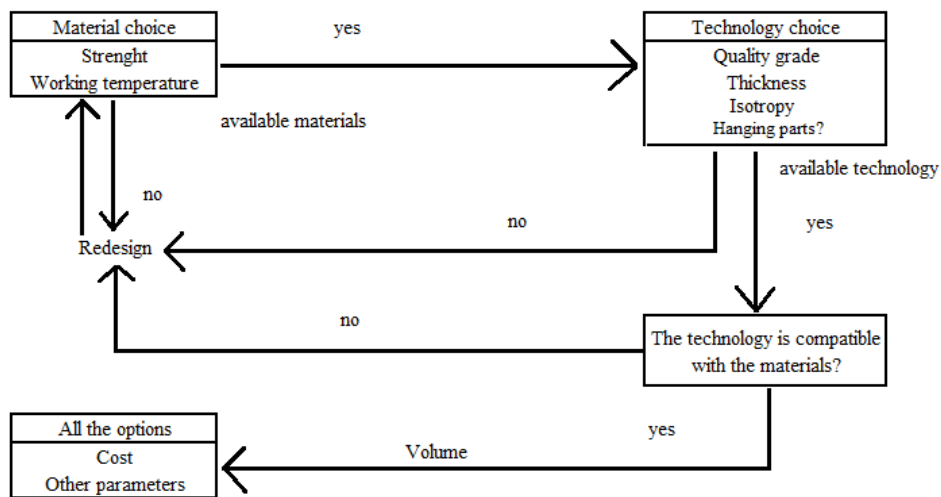 Material choice
Strenght
Working temperature
yes
Technology choice
Quality grade
Thickness
Isotropy
Hanging parts?
available materials
available technology
no
Redesign
no
yes
no
The technology is compatible
with the materials?
All the options
Cost
Other parameters
Volume
yes